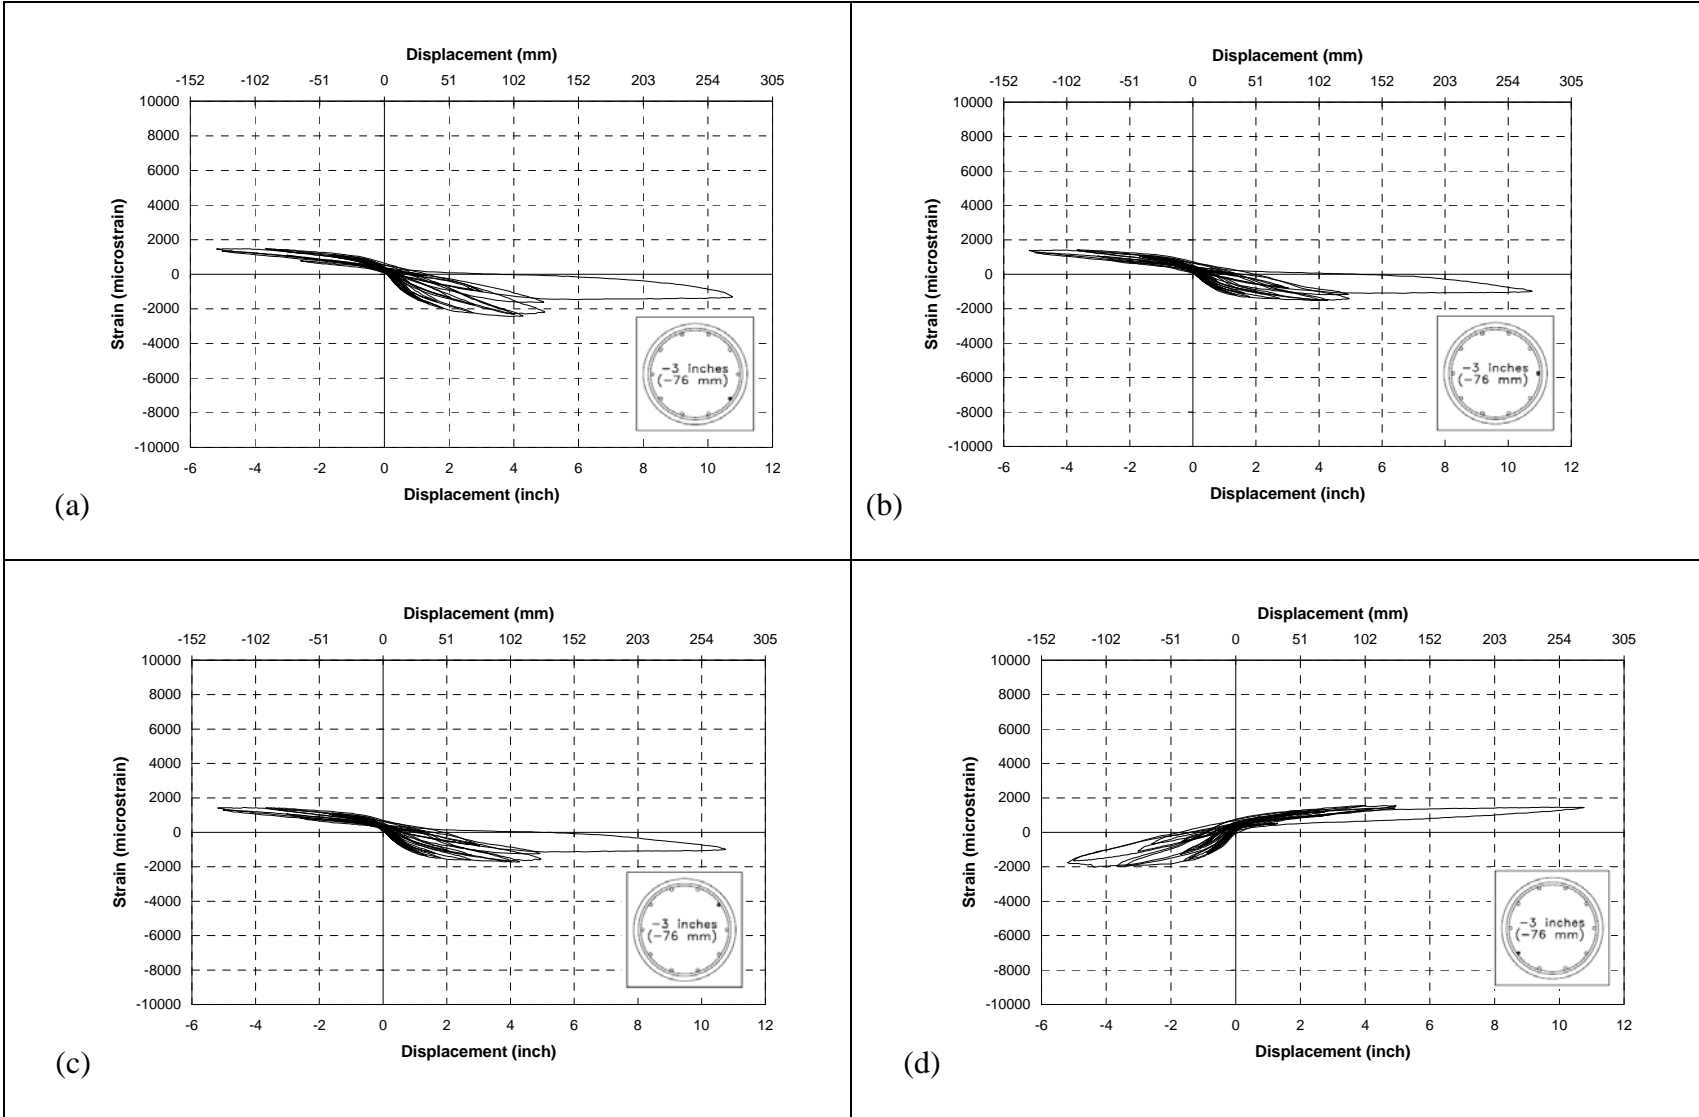 Displacement (mm)
-152 -102 -51 0 51 102 152 203 254 305
10000
8000
6000
4000
2000
0
-2000
-4000
-6000
-8000
-10000
Strain (microstrain)
-3 inches
(-76 mm)
-6 -4 -2 0 2 4 6 8 10 12
Displacement (inch)
(a)
Displacement (mm)
-152 -102 -51 0 51 102 152 203 254 305
10000
8000
6000
4000
2000
0
-2000
-4000
-6000
-8000
-10000
Strain (microstrain)
-3 inches
(-76 mm)
-6 -4 -2 0 2 4 6 8 10 12
Displacement (inch)
(b)
Displacement (mm)
-152 -102 -51 0 51 102 152 203 254 305
10000
8000
6000
4000
2000
0
-2000
-4000
-6000
-8000
-10000
Strain (microstrain)
-3 inches
(-76 mm)
-6 -4 -2 0 2 4 6 8 10 12
Displacement (inch)
(c)
Displacement (mm)
-152 -102 -51 0 51 102 152 203 254 305
10000
8000
6000
4000
2000
0
-2000
-4000
-6000
-8000
-10000
Strain (microstrain)
-3 inches
(-76 mm)
-6 -4 -2 0 2 4 6 8 10 12
Displacement (inch)
(d)